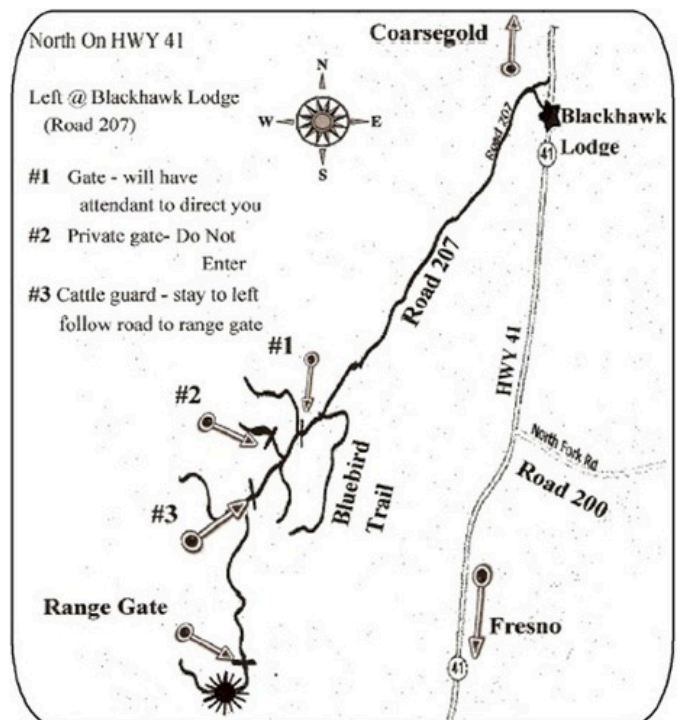 North On HWY 41
Coarsegold
N
Left @ Blackhawk Lodge
(Road 207)
W
E
S
Road 207
Blackhawk
Lodge
41
#1 Gate - will have
attendant to direct you
#2 Private gate- Do Not
Enter
#3 Cattle guard - stay to left
follow road to range gate
Road 207
HWY 41
#1
#2
North Fork Rd
Road 200
Bluebird
Trail
#3
Range Gate
Fresno
41